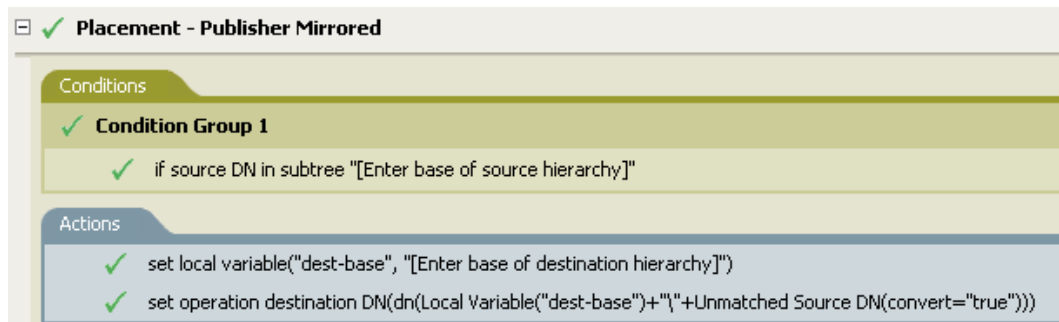 Placement - Publisher Mirrored
Conditions
Condition Group 1
if source DN in subtree "[Enter base of source hierarchy]"
Actions
set local variable("dest-base", "[Enter base of destination hierarchy]")
set operation destination DN(dn(Local Variable("dest-base")+"\"+Unmatched Source DN(convert="true")))